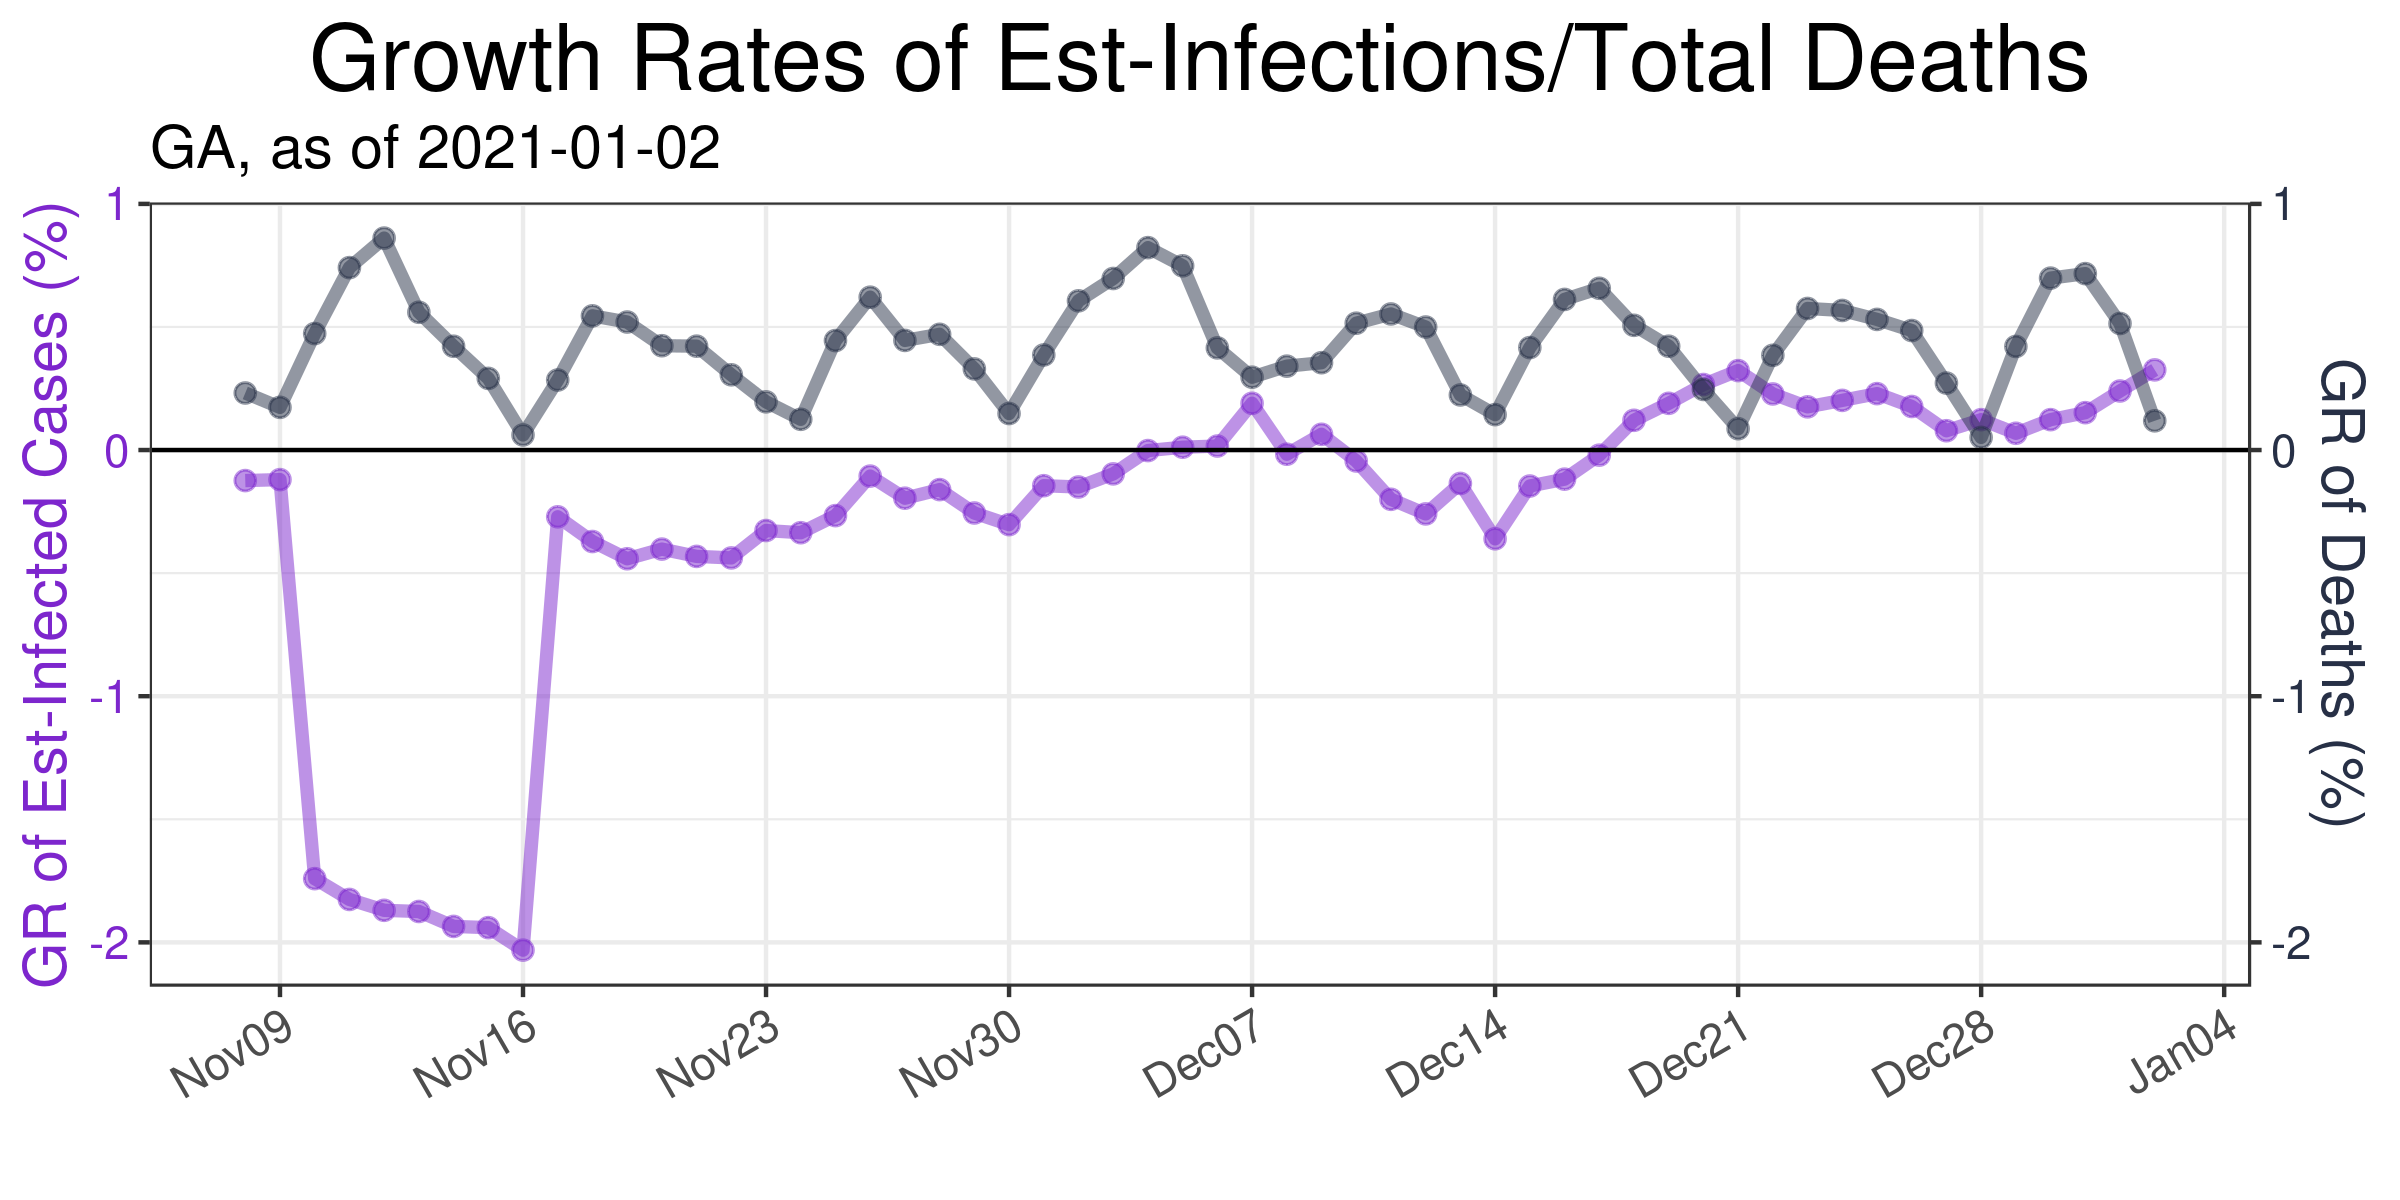 Growth Rates of Est-Infections/Total Deaths
GA, as of 2021-01-02
GR of Est-Infected Cases (%)
1
0
-1
-2
1
0
-1
-2
GR of Deaths (%)
Nov09
Nov16
Nov23
Nov30
Dec07
Dec14
Dec21
Dec28
Jan04